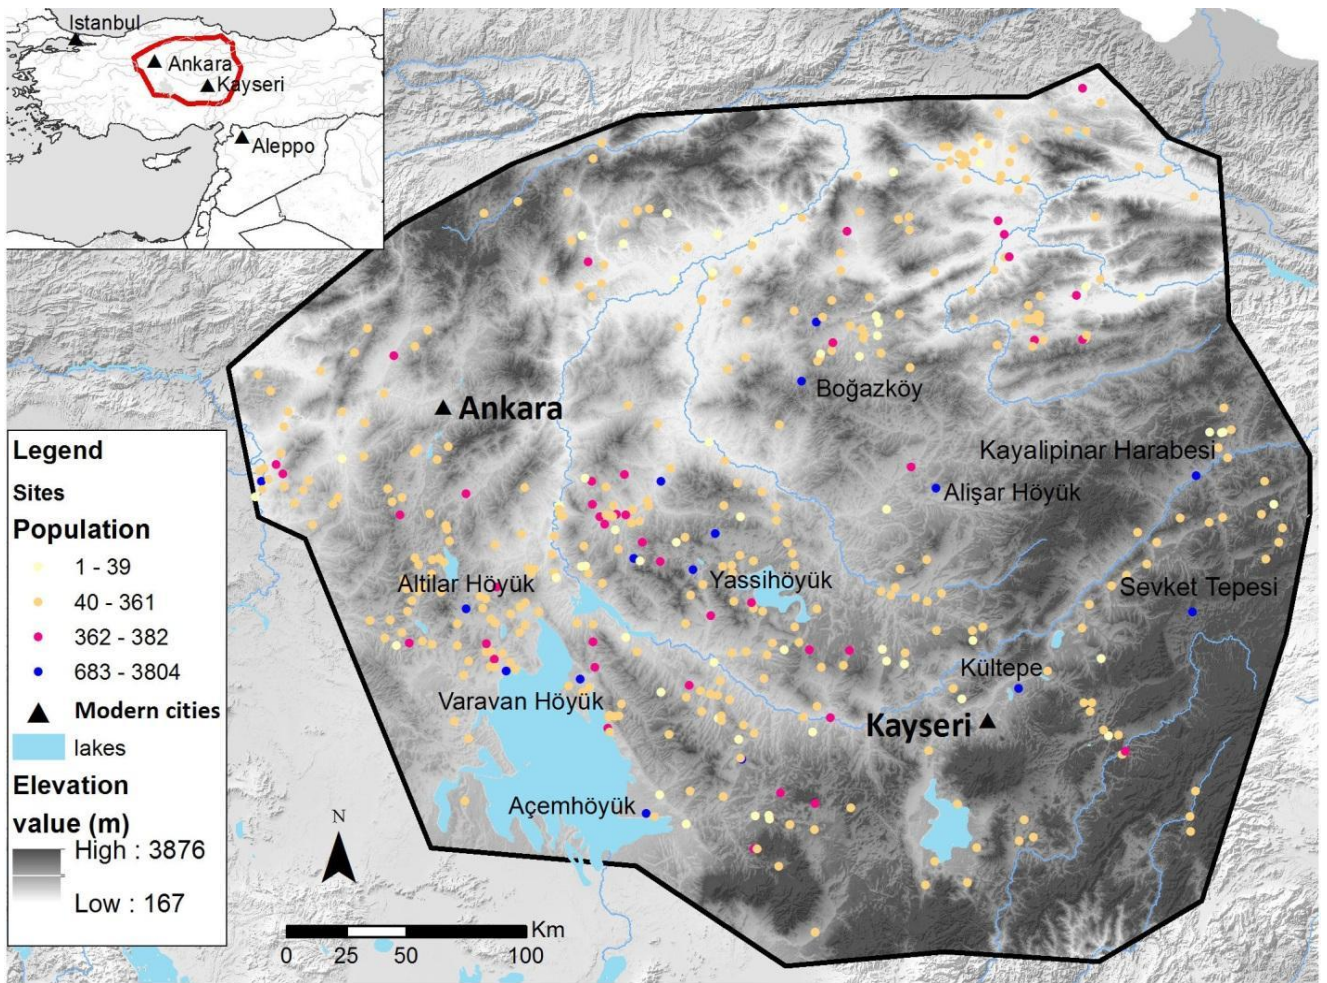 Istanbul
Ankara
Kayseri
Aleppo
Boğazköy
Ankara
Kayalipinar Harabesi
Alişar Höyük
Altilar Höyük
Yassihöyük
Sevket Tepesi
Kültepe
Varavan Höyük
Kayseri
Açemhöyük
Legend
Sites
Population
1 - 39
40 - 361
362 - 382
683 - 3804
Modern cities
lakes
Elevation
value (m)
High : 3876
Low : 167
N
Km
0 25 50 100